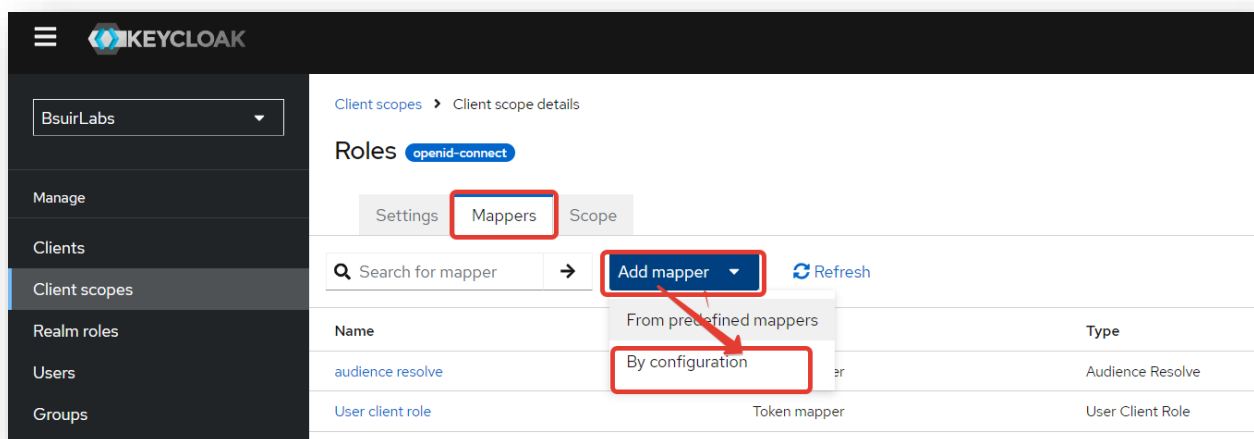 KEYCLOAK
BsuirLabs
Manage
Clients
Client scopes
Realm roles
Users
Groups
Client scopes > Client scope details
Roles openid-connect
Settings Mappers Scope
Search for mapper Add mapper Refresh
From predefined mappers
By configuration
Name Type
audience resolve er Audience Resolve
User client role Token mapper User Client Role